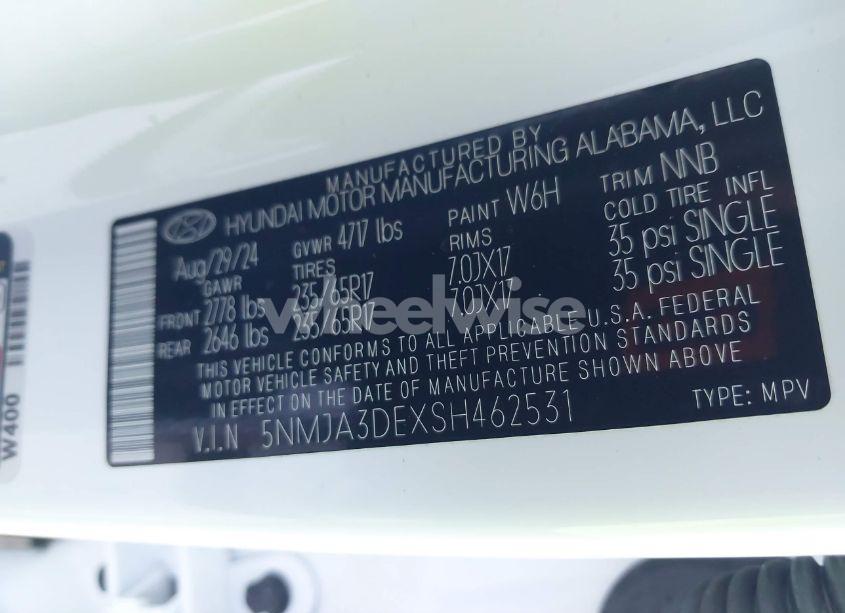 MANUFACTURED BY
HYUNDAI MOTOR MANUFACTURING ALABAMA, LLC
Aug/29/24 GVWR 4717 lbs PAINT W6H TRIM NNB
GAWR TIRES RIMS COLD TIRE INFL
FRONT 2778 lbs 235/65R17 7.0JX17 35 psi SINGLE
REAR 2646 lbs 235/65R17 7.0JX17 35 psi SINGLE
THIS VEHICLE CONFORMS TO ALL APPLICABLE U.S.A. FEDERAL
MOTOR VEHICLE SAFETY AND THEFT PREVENTION STANDARDS
IN EFFECT ON THE DATE OF MANUFACTURE SHOWN ABOVE
V.I.N 5NMJA3DEXSH462531 TYPE: MPV
W400
wheelwise